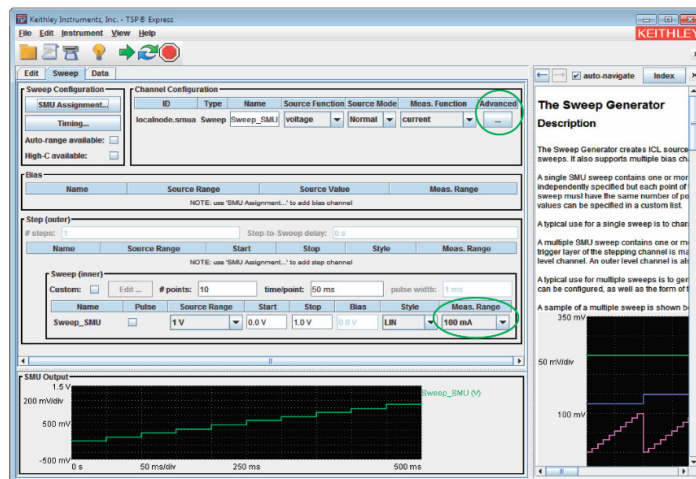 Keithley Instruments, Inc. - TSP® Express
File Edit Instrument View Help
KEITHLEY
Edit Sweep Data
auto-navigate Index
Sweep Configuration
SMU Assignment...
Timing...
Auto-range available:
High-C available:
Channel Configuration
ID Type Name Source Function Source Mode Meas. Function Advanced
localnode.smua Sweep Sweep_SMU voltage Normal current ...
Bias
Name Source Range Source Value Meas. Range
NOTE: use 'SMU Assignment...' to add bias channel
Step (outer)
# steps: 1 Step-to-Sweep delay: 0 s
Name Source Range Start Stop Style Meas. Range
NOTE: use 'SMU Assignment...' to add step channel
Sweep (inner)
Custom: Edit ... # points: 10 time/point: 50 ms pulse width: 1 ms
Name Pulse Source Range Start Stop Bias Style Meas. Range
Sweep_SMU 1 V 0.0 V 1.0 V 0.0 V LIN 100 mA
SMU Output
1.5 V
200 mV/div
500 mV
-500 mV
0 s 50 ms/div 250 ms 500 ms
Sweep_SMU (V)
The Sweep Generator
Description
The Sweep Generator creates ICL source
sweeps. It also supports multiple bias ch
A single SMU sweep contains one or mor
independently specified but each point of
sweep must have the same number of po
values can be specified in a custom list.
A typical use for a single sweep is to char
A multiple SMU sweep contains one or m
trigger layer of the stepping channel is ma
level channel. An outer level channel is als
A typical use for multiple sweeps is to ger
can be configured, as well as the form of t
A sample of a multiple sweep is shown b
350 mV
50 mV/div
100 mV